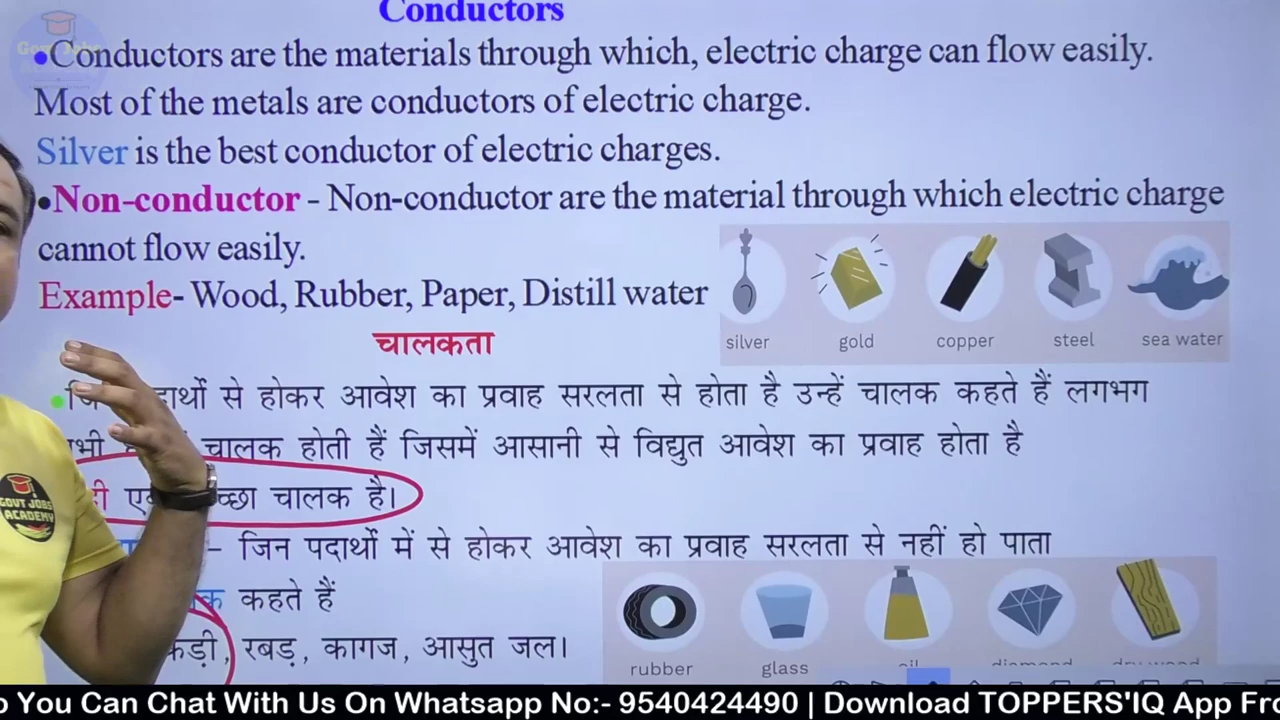 Conductors
•Conductors are the materials through which, electric charge can flow easily.
Most of the metals are conductors of electric charge.
Silver is the best conductor of electric charges.
•Non-conductor - Non-conductor are the material through which electric charge
cannot flow easily.
Example- Wood, Rubber, Paper, Distill water
silver gold copper steel sea water
चालकता
से होकर आवेश का प्रवाह सरलता से होता है उन्हें चालक कहते हैं लगभग
चालक होती हैं जिसमें आसानी से विद्युत आवेश का प्रवाह होता है
चालक है।
– जिन पदार्थो में से होकर आवेश का प्रवाह सरलता से नहीं हो पाता
कहते हैं
रबड़, कागज, आसुत जल।
rubber glass
GOVT JOBS
ACADEMY
You Can Chat With Us On Whatsapp No:- 9540424490 | Download TOPPERS'IQ App